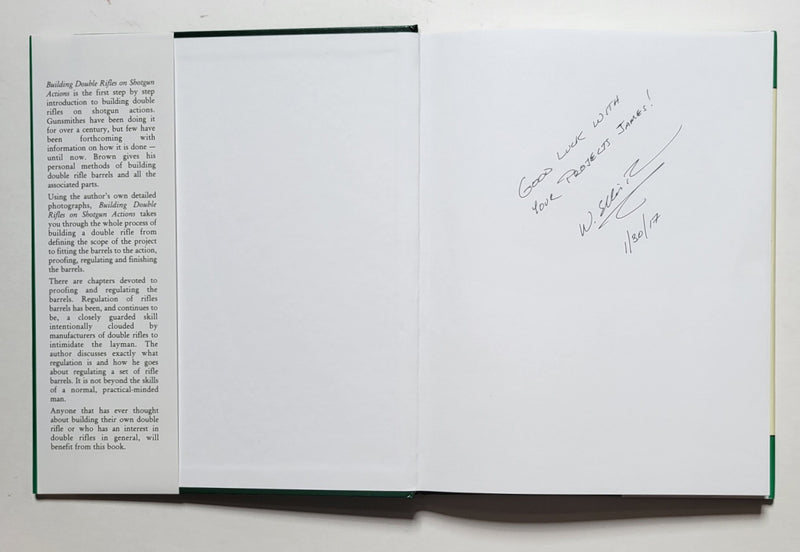 Building Double Rifles on Shotgun
Actions is the first step by step
introduction to building double
rifles on shotgun actions.
Gunsmiths have been doing it
for over a century, but few have
been forthcoming with
information on how it is done —
until now. Brown gives his
personal methods of building
double rifle barrels and all the
associated parts.
Using the author's own detailed
photographs, Building Double
Rifles on Shotgun Actions takes
you through the whole process of
building a double rifle from
defining the scope of the project
to fitting the barrels to the action,
proofing, regulating and finishing
the barrels.
There are chapters devoted to
proofing and regulating the
barrels. Regulation of rifles
barrels has been, and continues to
be, a closely guarded skill
intentionally clouded by
manufacturers of double rifles to
intimidate the layman. The
author discusses exactly what
regulation is and how he goes
about regulating a set of rifle
barrels. It is not beyond the skills
of a normal, practical-minded
man.
Anyone that has ever thought
about building their own double
rifle or who has an interest in
double rifles in general, will
benefit from this book.
GOOD LUCK WITH
YOUR PROJECTS JAMES!
W.
1/30/17